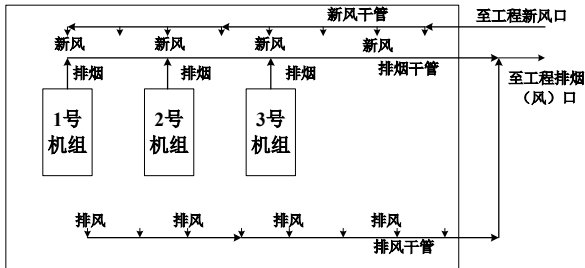 新风干管
至工程新风口
新风 新风 新风 新风
排烟 排烟 排烟 排烟干管
至工程排烟
（风）口
1号
机组
2号
机组
3号
机组
排风 排风 排风 排风
排风干管